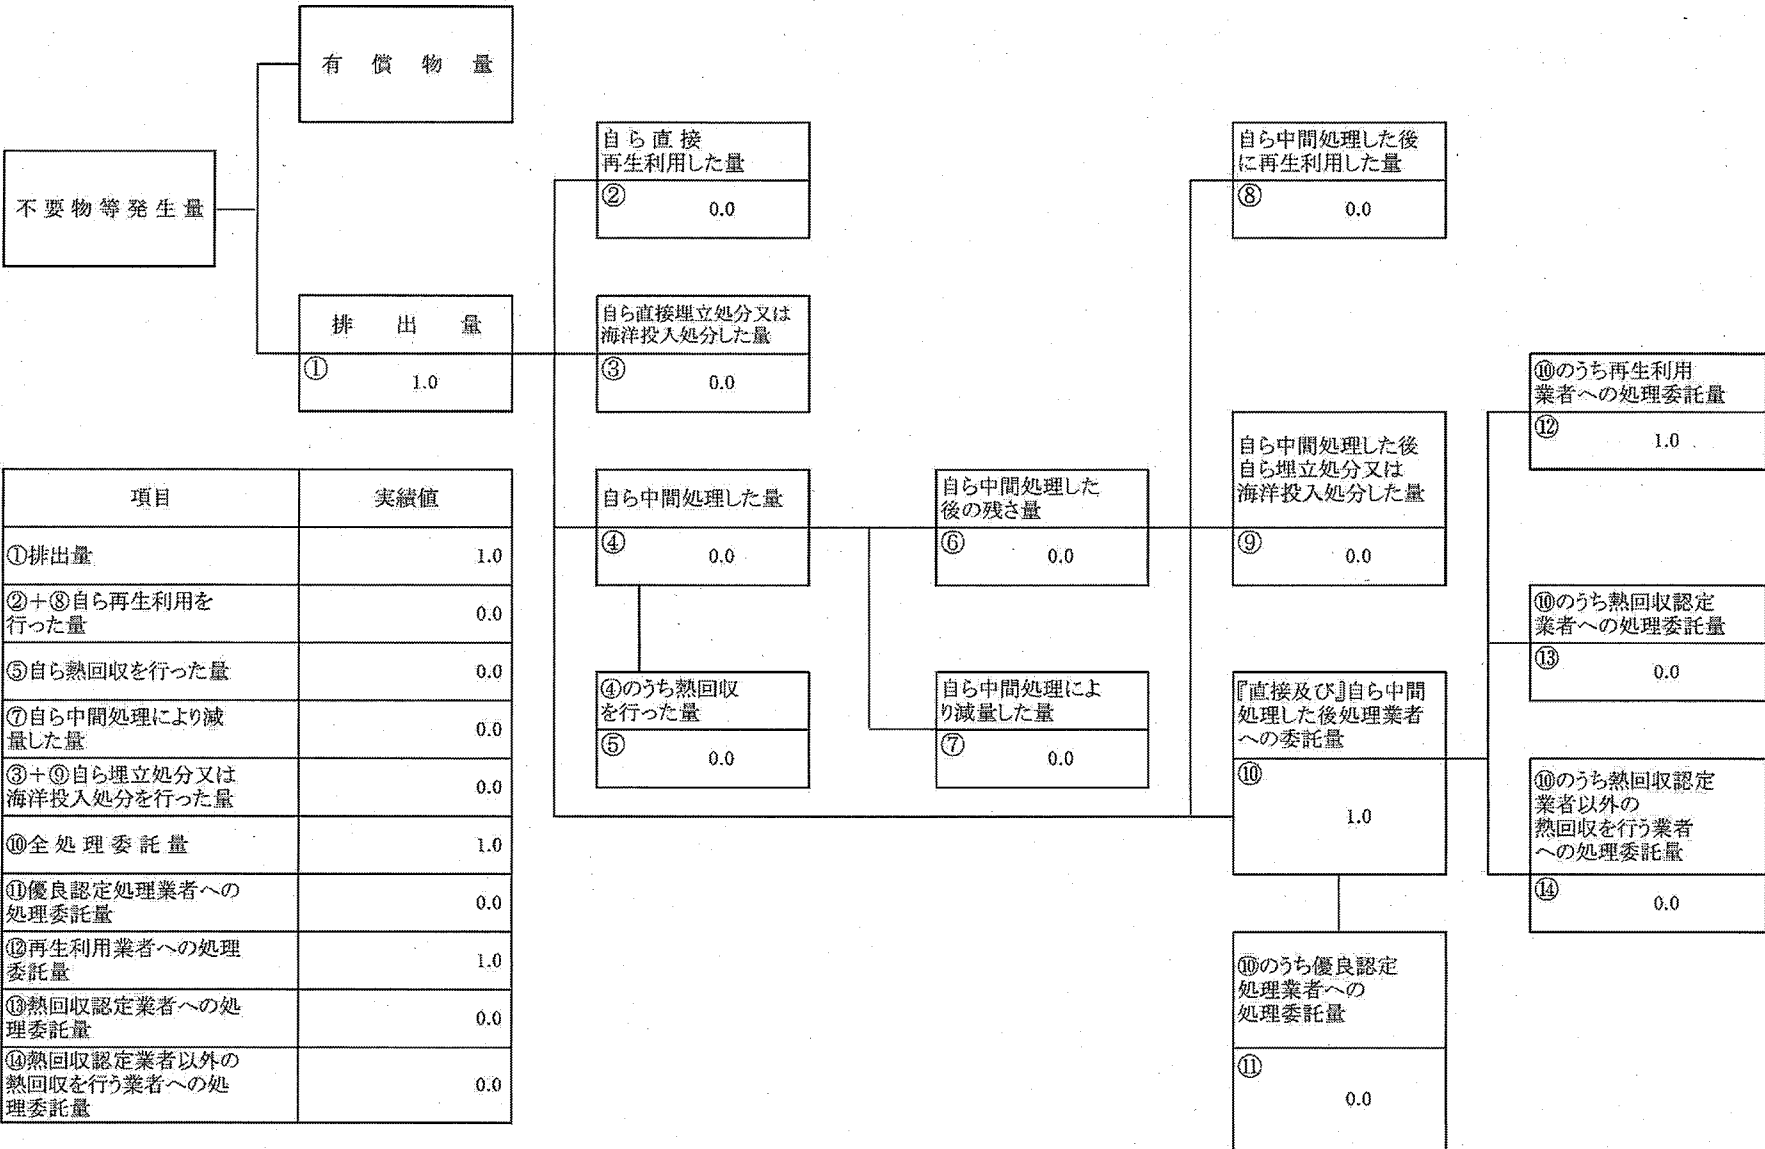 有償物量
不要物等発生量
排出量
①
1.0
自ら直接
再生利用した量
②
0.0
自ら直接埋立処分又は
海洋投入処分した量
③
0.0
自ら中間処理した量
④
0.0
④のうち熱回収
を行った量
⑤
0.0
自ら中間処理した
後の残さ量
⑥
0.0
自ら中間処理によ
り減量した量
⑦
0.0
自ら中間処理した後
に再生利用した量
⑧
0.0
自ら中間処理した後
自ら埋立処分又は
海洋投入処分した量
⑨
0.0
『直接及び』自ら中間
処理した後処理業者
への委託量
⑩
1.0
⑩のうち優良認定
処理業者への
処理委託量
⑪
0.0
⑩のうち再生利用
業者への処理委託量
⑫
1.0
⑩のうち熱回収認定
業者への処理委託量
⑬
0.0
⑩のうち熱回収認定
業者以外の
熱回収を行う業者
への処理委託量
⑭
0.0
項目 実績値
①排出量 1.0
②+⑧自ら再生利用を
行った量 0.0
⑤自ら熱回収を行った量 0.0
⑦自ら中間処理により減
量した量 0.0
③+⑨自ら埋立処分又は
海洋投入処分を行った量 0.0
⑩全処理委託量 1.0
⑪優良認定処理業者への
処理委託量 0.0
⑫再生利用業者への処理
委託量 1.0
⑬熱回収認定業者への処
理委託量 0.0
⑭熱回収認定業者以外の
熱回収を行う業者への処
理委託量 0.0